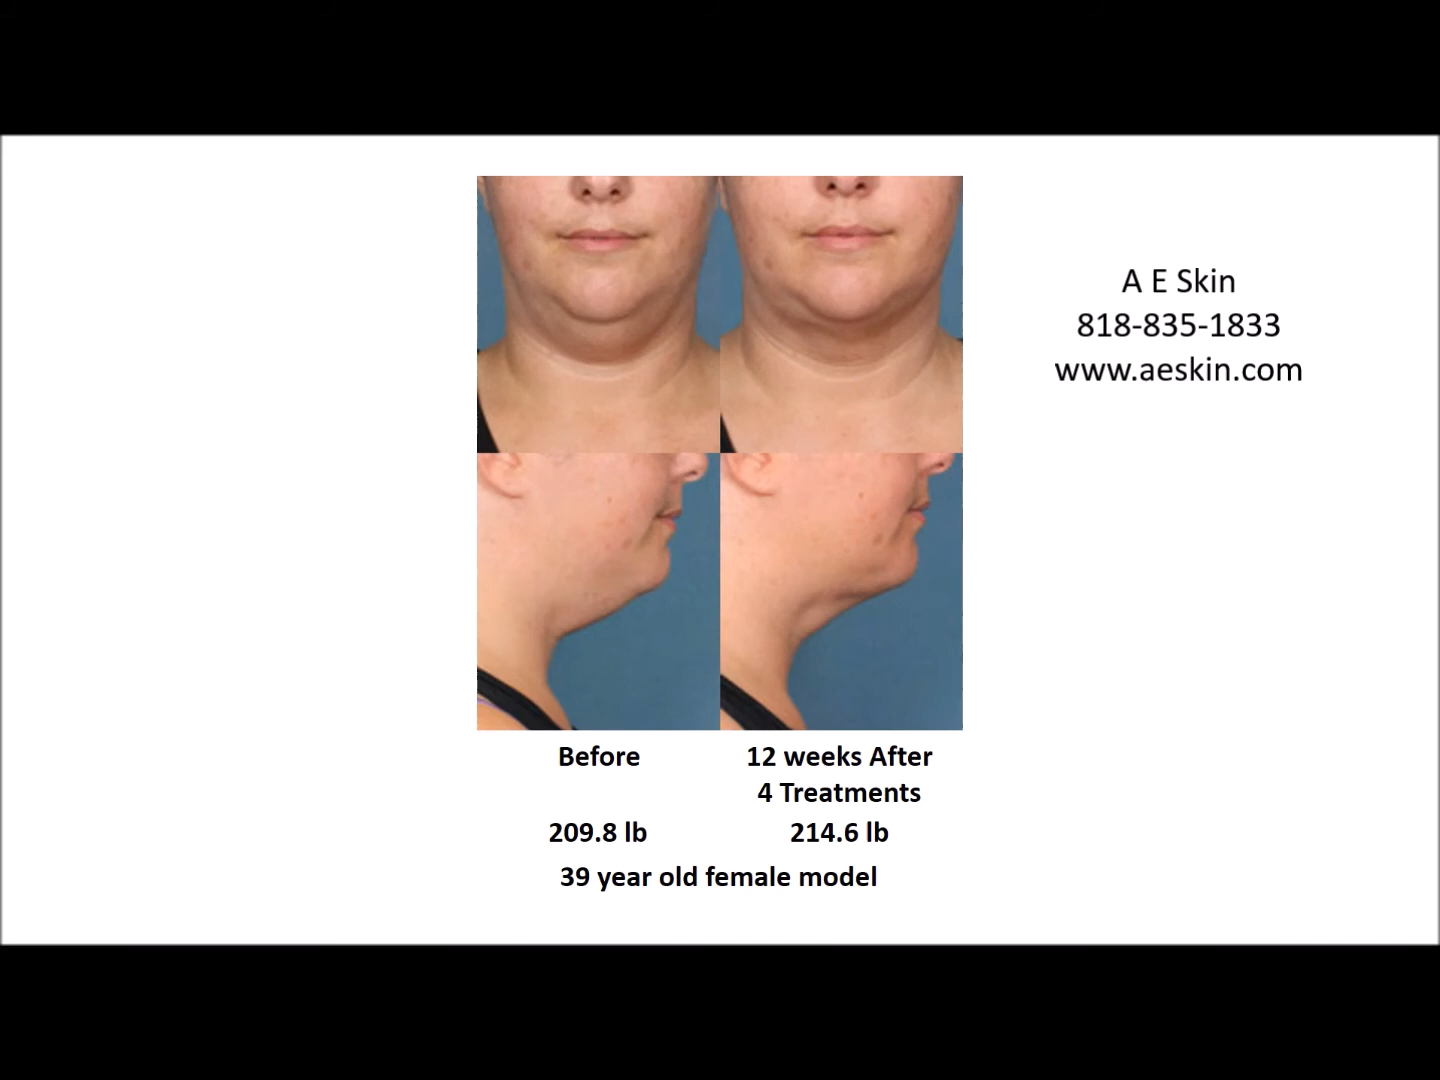 A E Skin
818-835-1833
www.aeskin.com
Before
12 weeks After
4 Treatments
209.8 lb
214.6 lb
39 year old female model